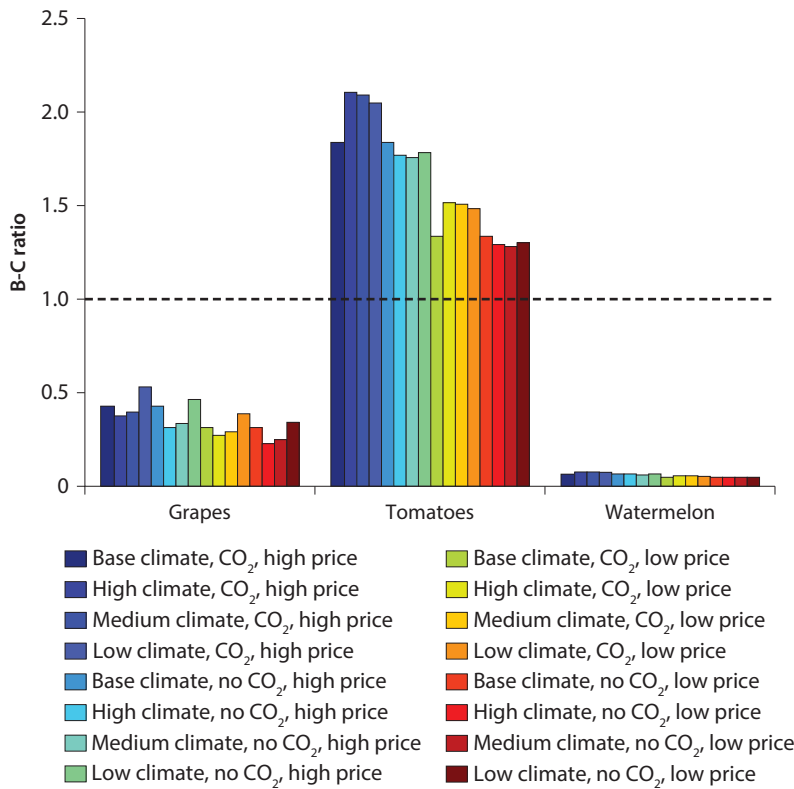 2.5
2.0
1.5
1.0
0.5
0
B-C ratio
Grapes Tomatoes Watermelon
Base climate, CO₂, high price
High climate, CO₂, high price
Medium climate, CO₂, high price
Low climate, CO₂, high price
Base climate, no CO₂, high price
High climate, no CO₂, high price
Medium climate, no CO₂, high price
Low climate, no CO₂, high price
Base climate, CO₂, low price
High climate, CO₂, low price
Medium climate, CO₂, low price
Low climate, CO₂, low price
Base climate, no CO₂, low price
High climate, no CO₂, low price
Medium climate, no CO₂, low price
Low climate, no CO₂, low price